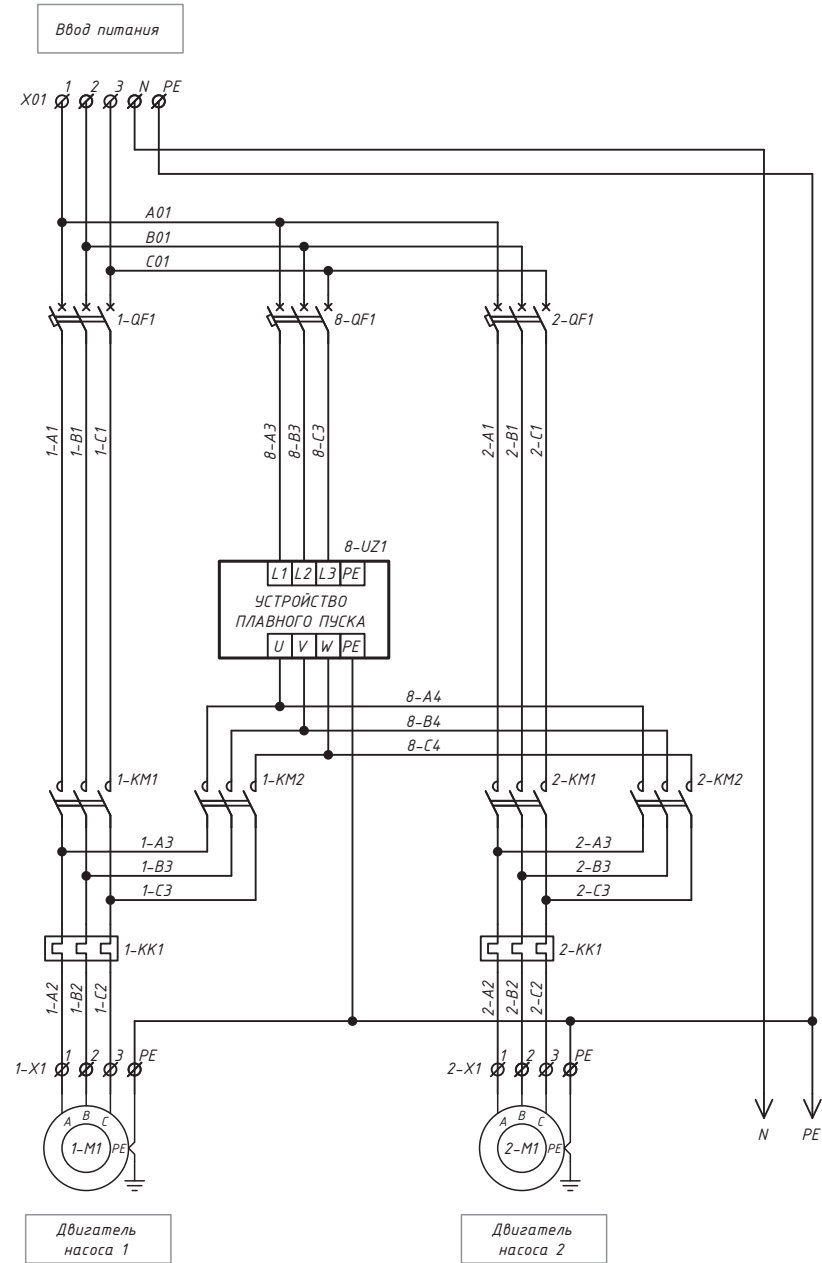 Ввод питания
X01 1 2 3 N PE
A01
B01
C01
1-QF1 8-QF1 2-QF1
1-A1 1-B1 1-C1 8-A3 8-B3 8-C3 2-A1 2-B1 2-C1
8-UZ1
L1 L2 L3 PE
УСТРОЙСТВО
ПЛАВНОГО ПУСКА
U V W PE
8-A4
8-B4
8-C4
1-KM1 1-KM2 2-KM1 2-KM2
1-A3 2-A3
1-B3 2-B3
1-C3 2-C3
1-KK1 2-KK1
1-A2 1-B2 1-C2 2-A2 2-B2 2-C2
1-X1 1 2 3 PE 2-X1 1 2 3 PE
A B C A B C
1-M1 PE 2-M1 PE
N PE
Двигатель
насоса 1
Двигатель
насоса 2